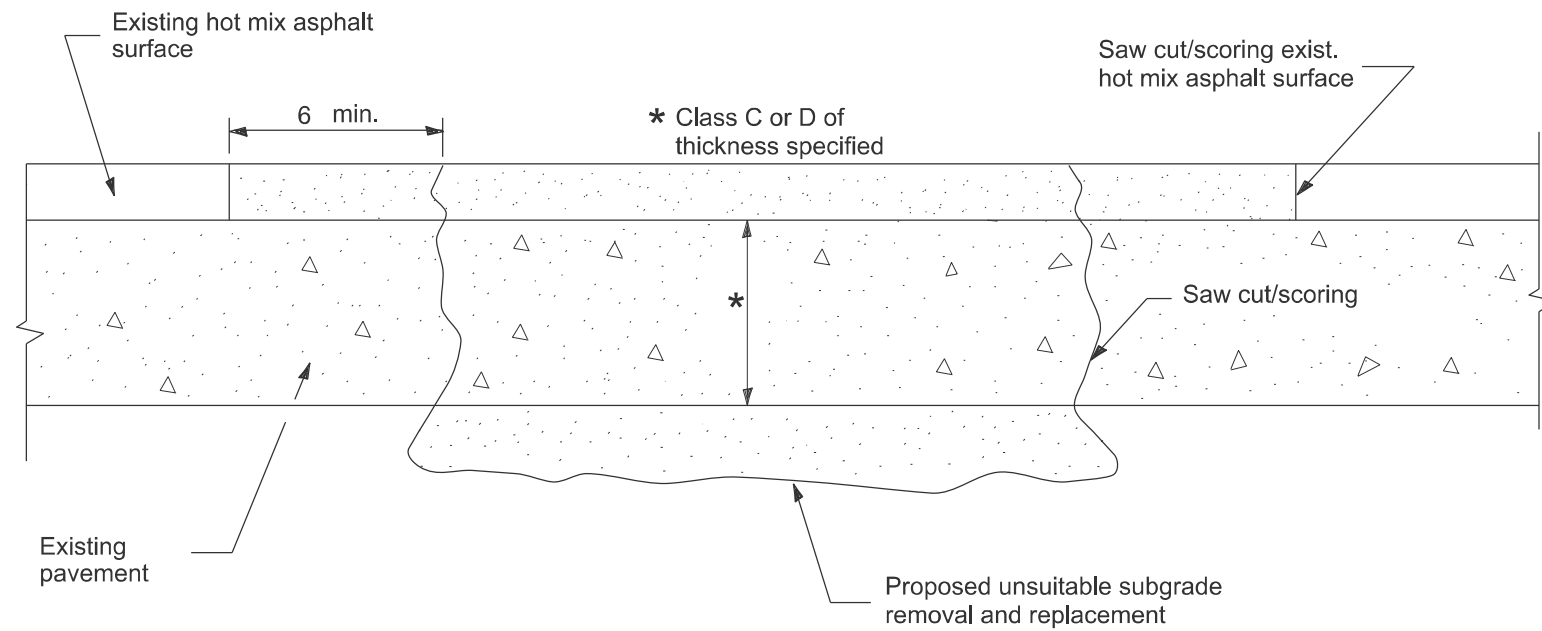 Existing hot mix asphalt
surface
6 min.
* Class C or D of
thickness specified
Saw cut/scoring exist.
hot mix asphalt surface
*
Saw cut/scoring
Existing
pavement
Proposed unsuitable subgrade
removal and replacement